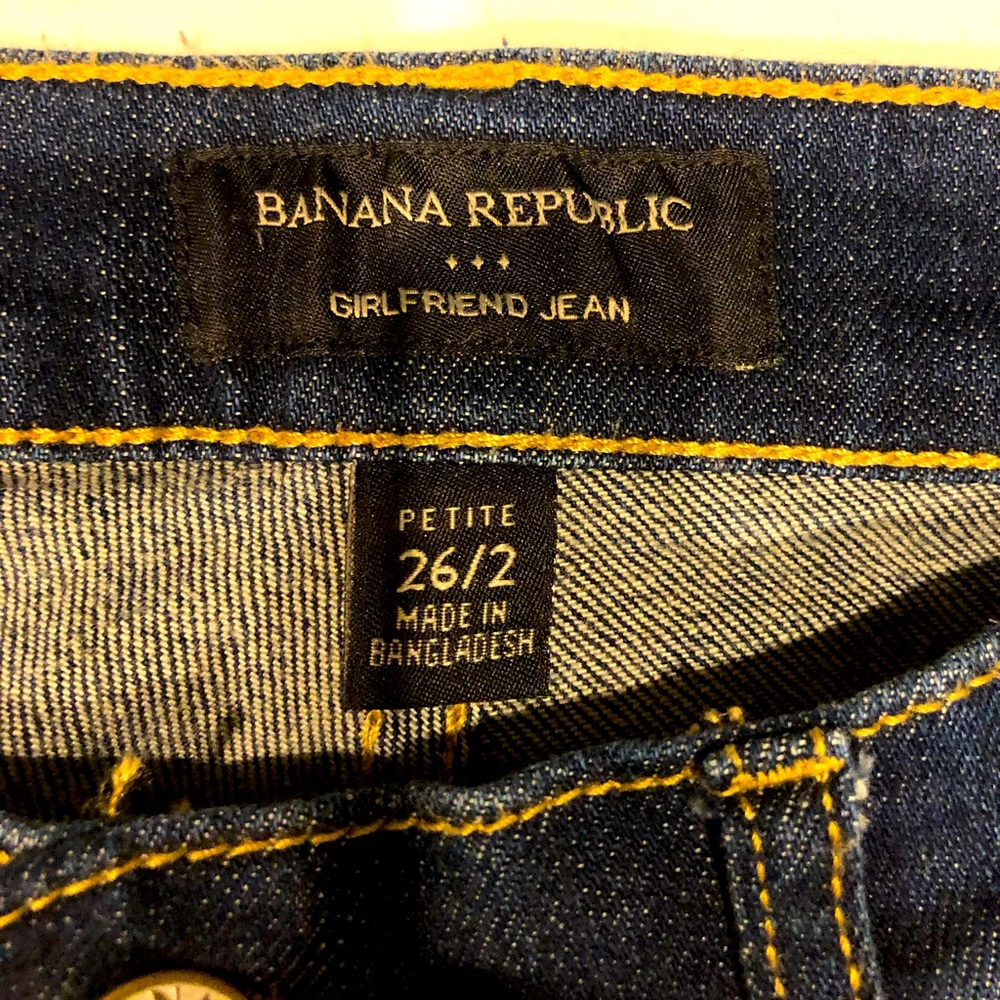 BANANA REPUBLIC
GIRLFRIEND JEAN
PETITE
26/2
MADE IN
BANGLADESH